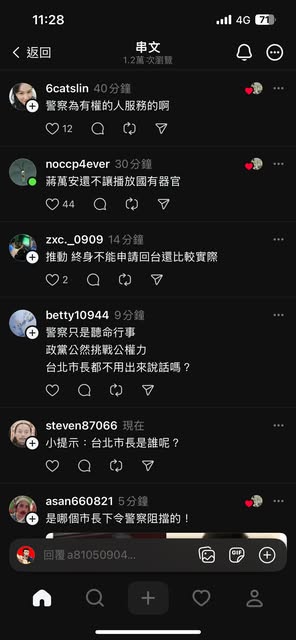 11:28
4G 71
返回
串文
1.2萬 次瀏覽
6catslin 40分鐘
警察為有權的人服務的啊
12
noccp4ever 30分鐘
蔣萬安還不讓播放國有器官
44
zxc._0909 14分鐘
推動 終身不能申請回台還比較實際
2
betty10944 9分鐘
警察只是聽命行事
政黨公然挑戰公權力
台北市長都不用出來說話嗎？
steven87066 現在
小提示：台北市長是誰呢？
asan660821 5分鐘
是哪個市長下令警察阻擋的！
回覆 a81050904...
GIF